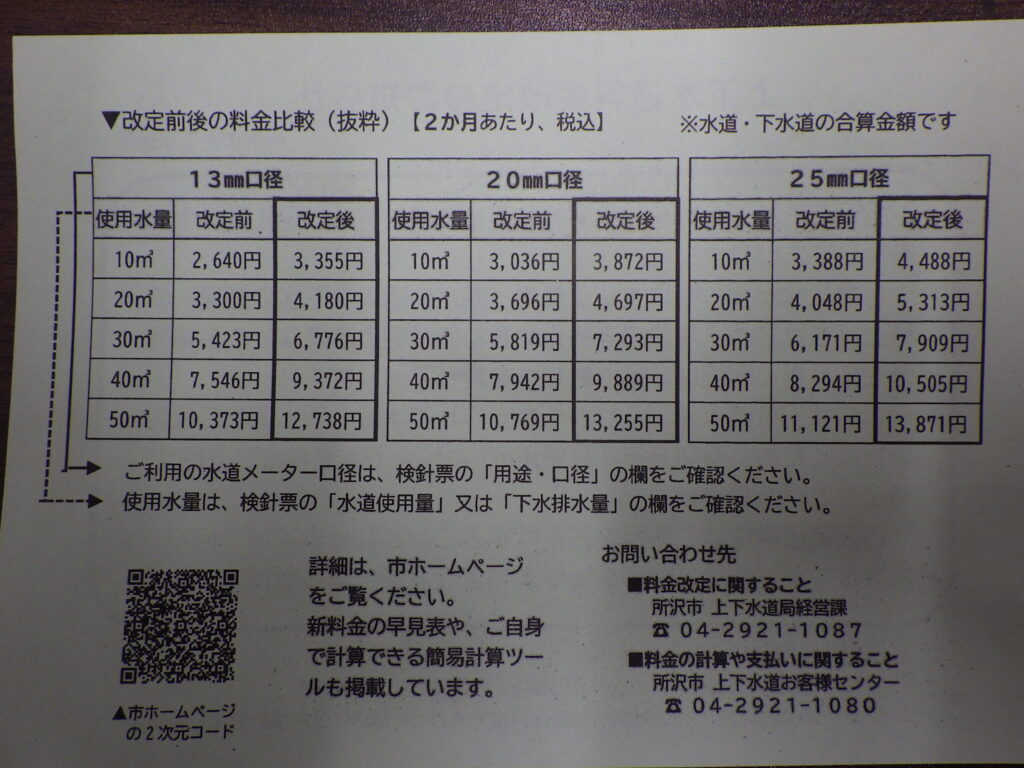 ▼改定前後の料金比較（抜粋）【２か月あたり、税込】 ※水道・下水道の合算金額です
１３㎜口径 ２０㎜口径 ２５㎜口径
使用水量 改定前 改定後 使用水量 改定前 改定後 使用水量 改定前 改定後
10㎥ 2,640円 3,355円 10㎥ 3,036円 3,872円 10㎥ 3,388円 4,488円
20㎥ 3,300円 4,180円 20㎥ 3,696円 4,697円 20㎥ 4,048円 5,313円
30㎥ 5,423円 6,776円 30㎥ 5,819円 7,293円 30㎥ 6,171円 7,909円
40㎥ 7,546円 9,372円 40㎥ 7,942円 9,889円 40㎥ 8,294円 10,505円
50㎥ 10,373円 12,738円 50㎥ 10,769円 13,255円 50㎥ 11,121円 13,871円
ご利用の水道メーター口径は、検針票の「用途・口径」の欄をご確認ください。
使用水量は、検針票の「水道使用量」又は「下水排水量」の欄をご確認ください。
▲市ホームページ
の２次元コード
詳細は、市ホームページ
をご覧ください。
新料金の早見表や、ご自身
で計算できる簡易計算ツー
ルも掲載しています。
お問い合わせ先
■料金改定に関すること
所沢市 上下水道局経営課
☎ ０４-２９２１-１０８７
■料金の計算や支払いに関すること
所沢市 上下水道お客様センター
☎ ０４-２９２１-１０８０